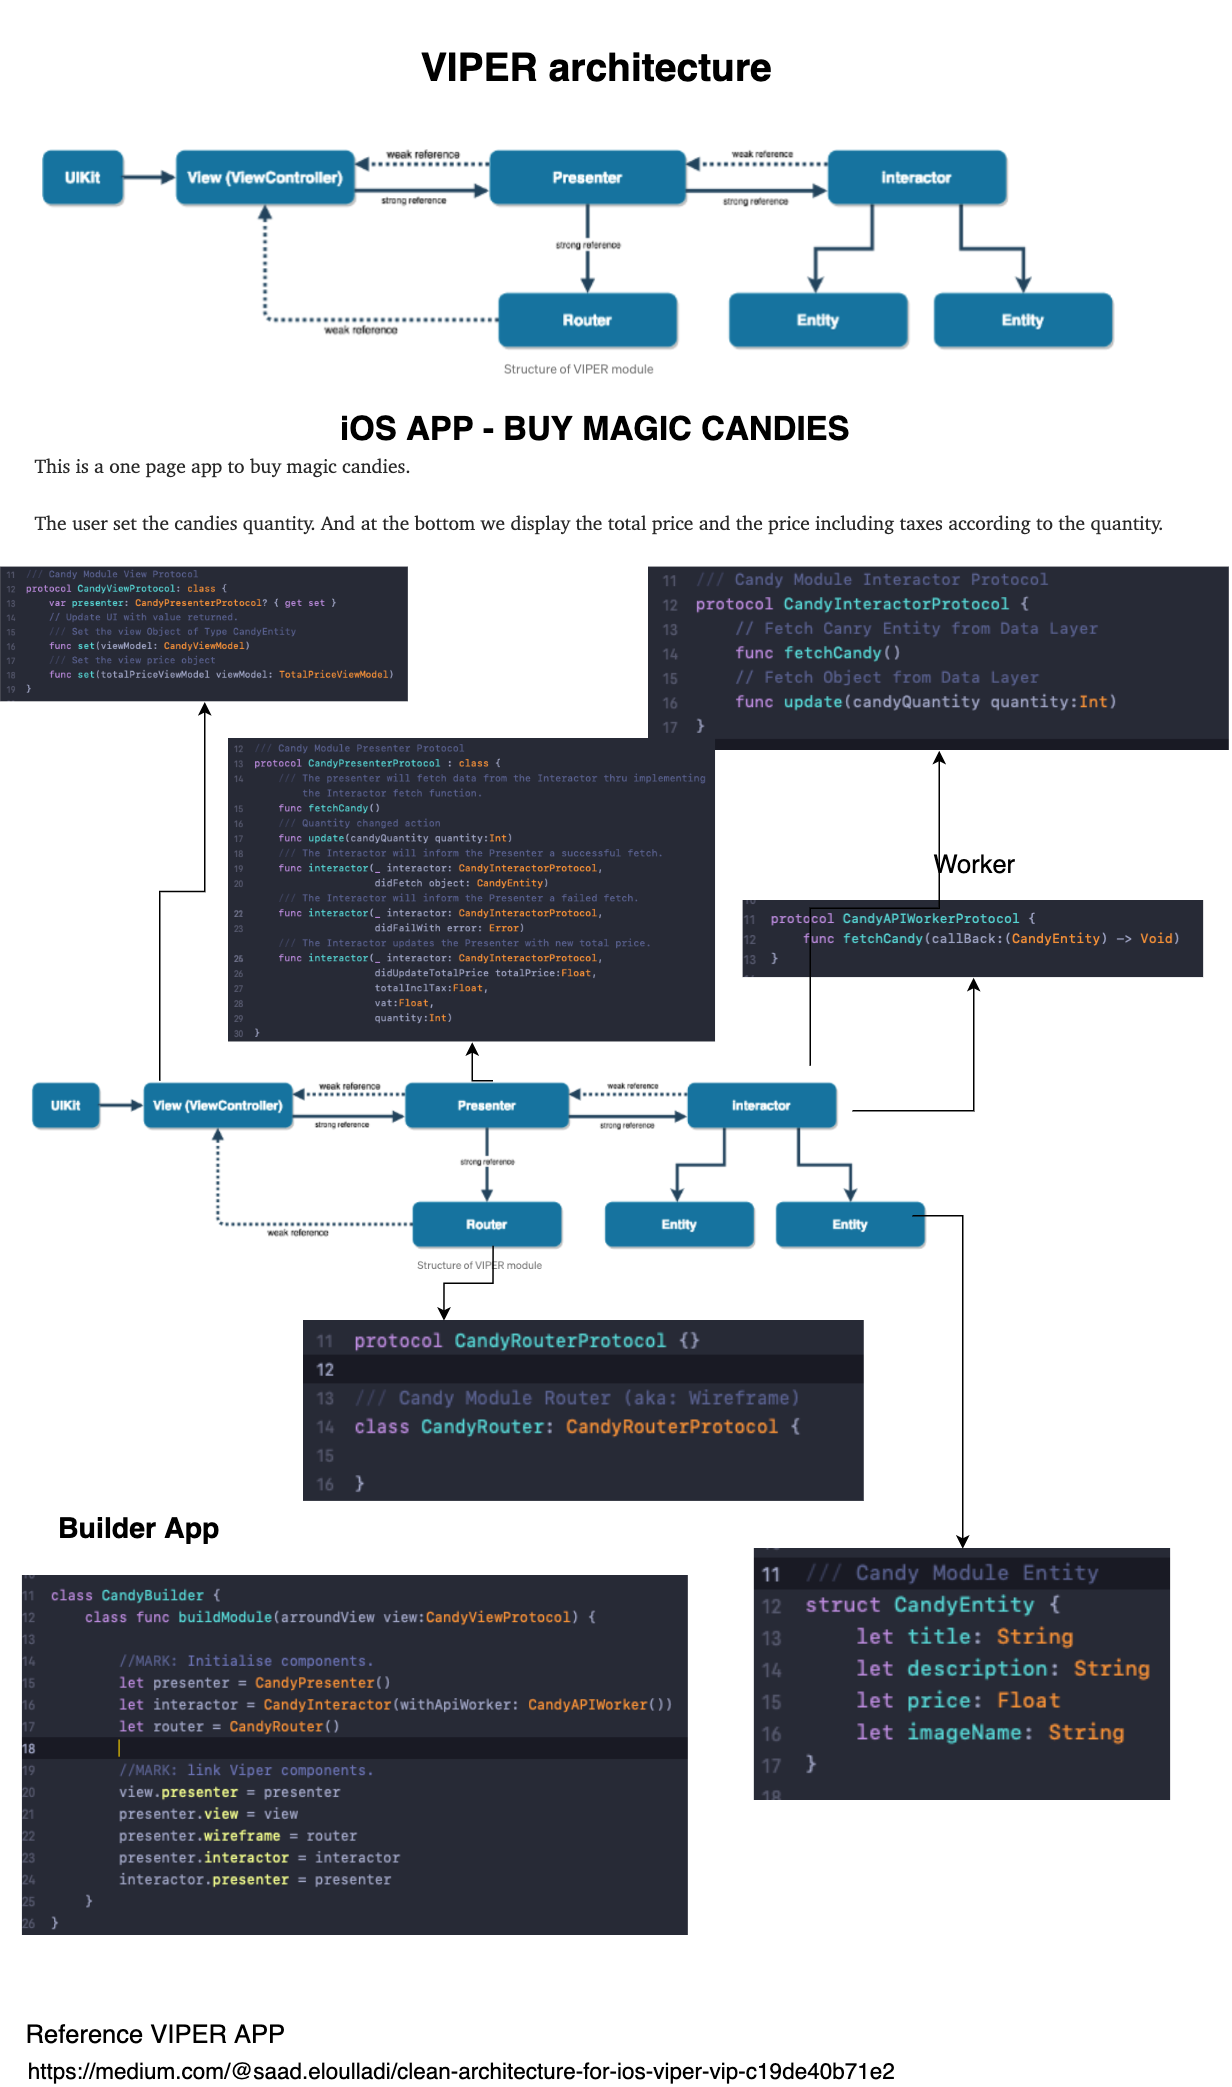 VIPER architecture
UIKit
View (ViewController)
weak reference
strong reference
Presenter
weak reference
strong reference
Interactor
strong reference
weak reference
Router
Entity
Entity
Structure of VIPER module
iOS APP - BUY MAGIC CANDIES
This is a one page app to buy magic candies.
The user set the candies quantity. And at the bottom we display the total price and the price including taxes according to the quantity.
11 /// Candy Module View Protocol
12 protocol CandyViewProtocol: class {
13 var presenter: CandyPresenterProtocol? { get set }
14 // Update UI with value returned.
15 /// Set the view Object of Type CandyEntity
16 func set(viewModel: CandyViewModel)
17 /// Set the view price object
18 func set(totalPriceViewModel viewModel: TotalPriceViewModel)
19 }
11 /// Candy Module Interactor Protocol
12 protocol CandyInteractorProtocol {
13 // Fetch Canry Entity from Data Layer
14 func fetchCandy()
15 // Fetch Object from Data Layer
16 func update(candyQuantity quantity:Int)
17 }
12 /// Candy Module Presenter Protocol
13 protocol CandyPresenterProtocol : class {
14 /// The presenter will fetch data from the Interactor thru implementing
the Interactor fetch function.
15 func fetchCandy()
16 /// Quantity changed action
17 func update(candyQuantity quantity:Int)
18 /// The Interactor will inform the Presenter a successful fetch.
19 func interactor(_ interactor: CandyInteractorProtocol,
20 didFetch object: CandyEntity)
/// The Interactor will inform the Presenter a failed fetch.
func interactor(_ interactor: CandyInteractorProtocol,
23 didFailWith error: Error)
/// The Interactor updates the Presenter with new total price.
func interactor(_ interactor: CandyInteractorProtocol,
26 didUpdateTotalPrice totalPrice:Float,
27 totalInclTax:Float,
28 vat:Float,
29 quantity:Int)
30 }
Worker
11 protocol CandyAPIWorkerProtocol {
12 func fetchCandy(callBack:(CandyEntity) -> Void)
13 }
UIKit
View (ViewController)
weak reference
strong reference
Presenter
weak reference
strong reference
Interactor
strong reference
weak reference
Router
Entity
Entity
Structure of VIPER module
11 protocol CandyRouterProtocol {}
12
13 /// Candy Module Router (aka: Wireframe)
14 class CandyRouter: CandyRouterProtocol {
15
16 }
Builder App
11 class CandyBuilder {
12 class func buildModule(arroundView view:CandyViewProtocol) {
13
14 //MARK: Initialise components.
15 let presenter = CandyPresenter()
16 let interactor = CandyInteractor(withApiWorker: CandyAPIWorker())
17 let router = CandyRouter()
18
19 //MARK: link Viper components.
20 view.presenter = presenter
21 presenter.view = view
22 presenter.wireframe = router
23 presenter.interactor = interactor
24 interactor.presenter = presenter
25 }
26 }
11 /// Candy Module Entity
12 struct CandyEntity {
13 let title: String
14 let description: String
15 let price: Float
16 let imageName: String
17 }
18
Reference VIPER APP
https://medium.com/@saad.eloulladi/clean-architecture-for-ios-viper-vip-c19de40b71e2